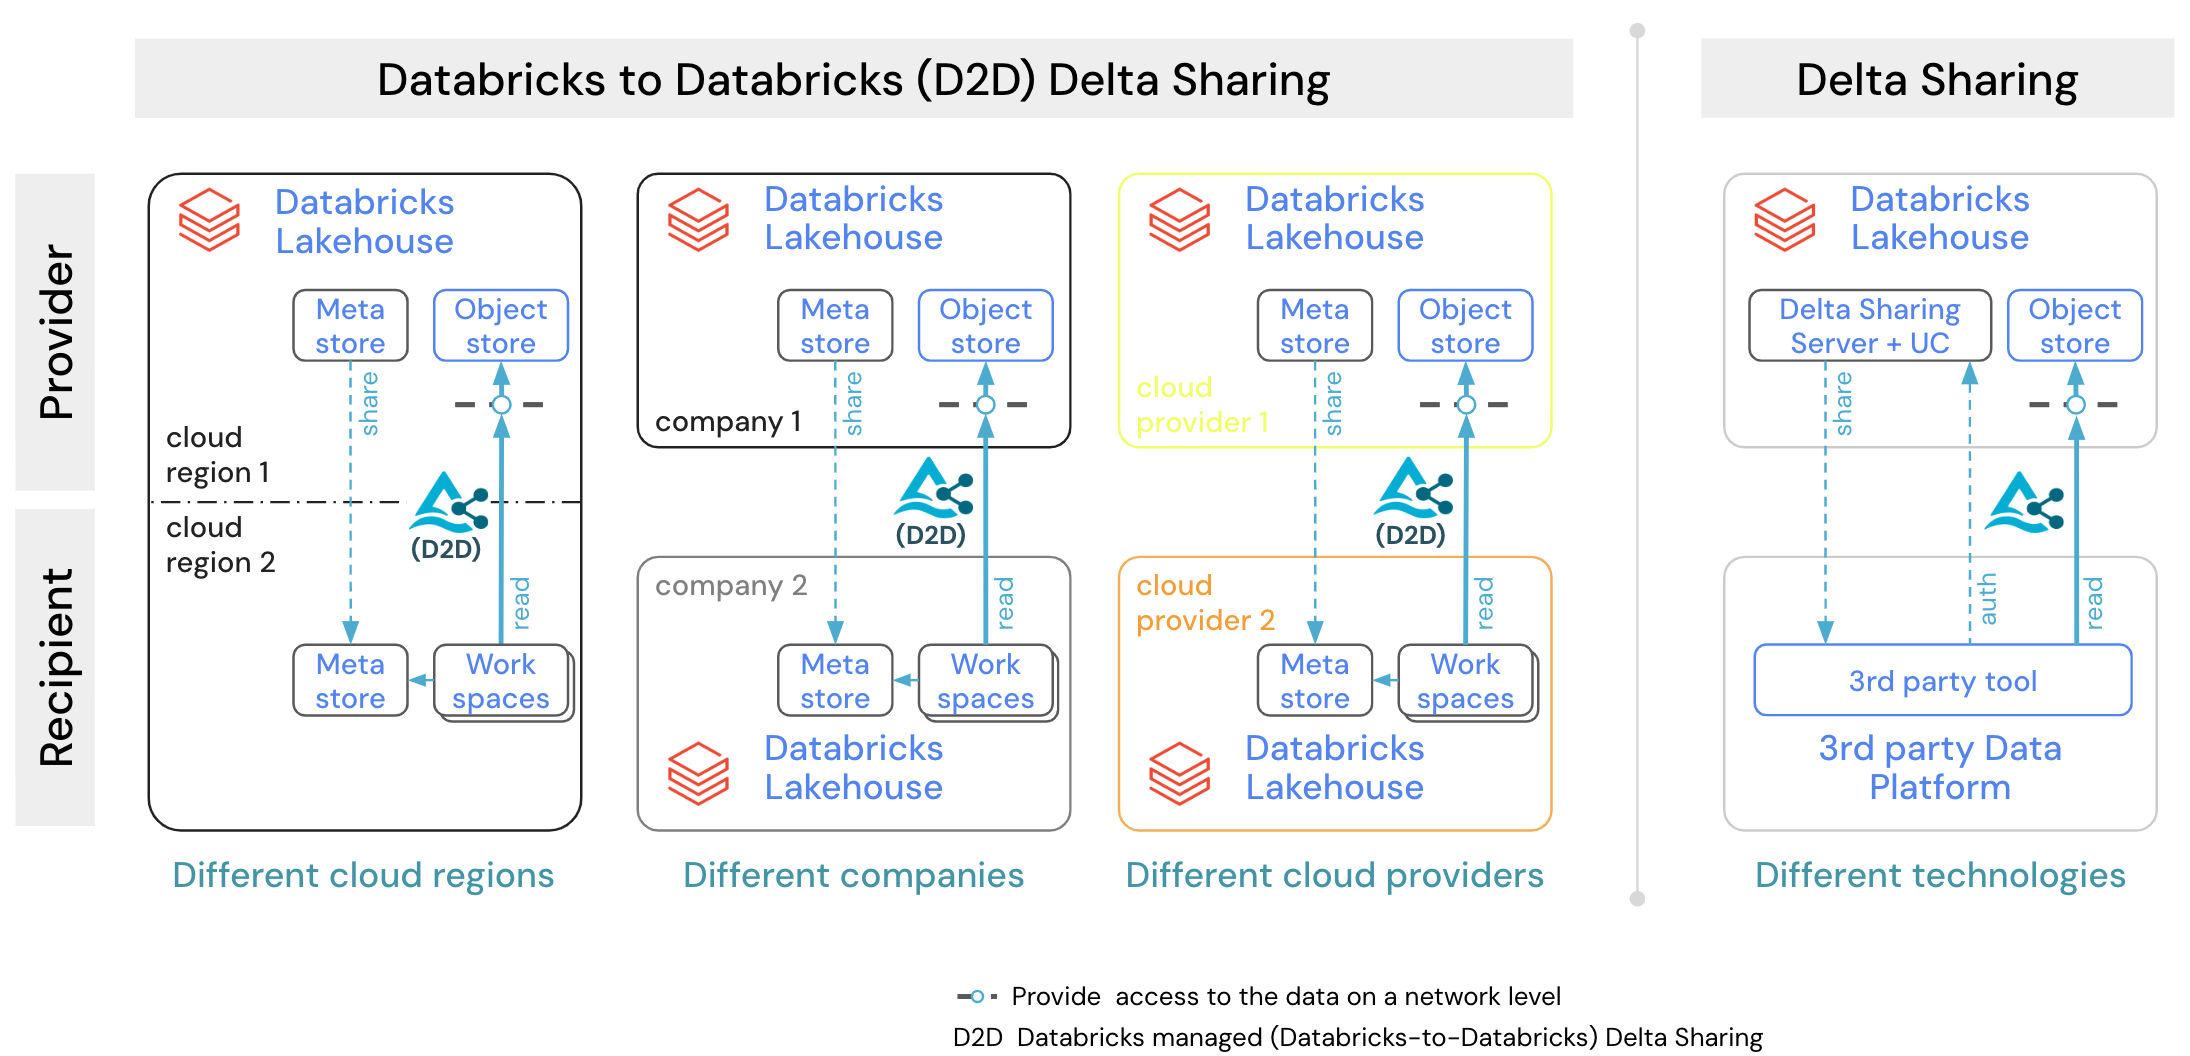 Databricks to Databricks (D2D) Delta Sharing
Delta Sharing
Provider
Recipient
Databricks
Lakehouse
Meta
store
Object
store
share
cloud
region 1
cloud
region 2
(D2D)
read
Meta
store
Work
spaces
Different cloud regions
Databricks
Lakehouse
Meta
store
Object
store
share
company 1
(D2D)
company 2
read
Meta
store
Work
spaces
Databricks
Lakehouse
Different companies
Databricks
Lakehouse
Meta
store
Object
store
share
cloud
provider 1
(D2D)
cloud
provider 2
read
Meta
store
Work
spaces
Databricks
Lakehouse
Different cloud providers
Databricks
Lakehouse
Delta Sharing
Server + UC
Object
store
share
auth
read
3rd party tool
3rd party Data
Platform
Different technologies
Provide access to the data on a network level
D2D Databricks managed (Databricks-to-Databricks) Delta Sharing